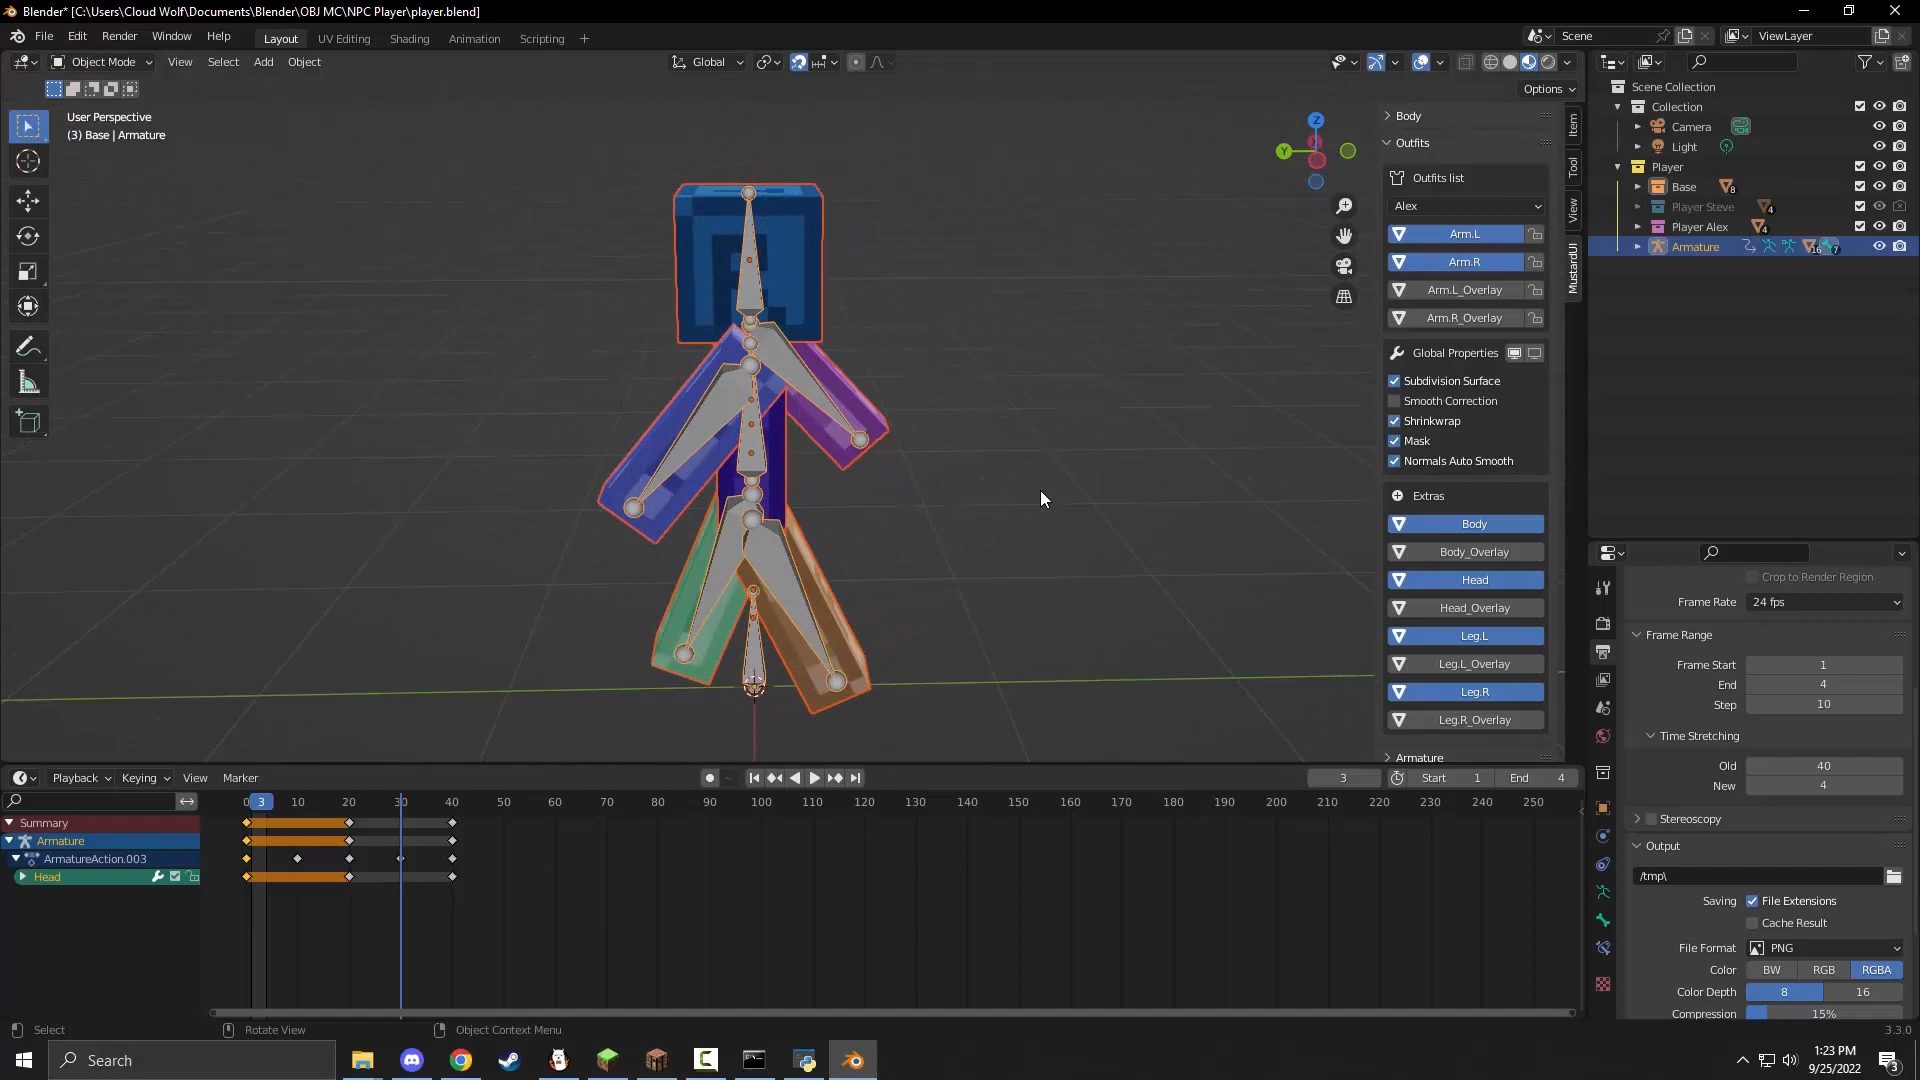 Blender* [C:\Users\Cloud Wolf\Documents\Blender\OBJ MC\NPC Player\player.blend]
File Edit Render Window Help Layout UV Editing Shading Animation Scripting + Scene ViewLayer
Object Mode View Select Add Object Global
Options
User Perspective
(3) Base | Armature
Z
Y
Body
Outfits
Outfits list
Alex
Arm.L
Arm.R
Arm.L_Overlay
Arm.R_Overlay
Global Properties
Subdivision Surface
Smooth Correction
Shrinkwrap
Mask
Normals Auto Smooth
Extras
Body
Body_Overlay
Head
Head_Overlay
Leg.L
Leg.L_Overlay
Leg.R
Leg.R_Overlay
Armature
Item
Tool
View
MustardUI
Scene Collection
Collection
Camera
Light
Player
Base 8
Player Steve 4
Player Alex 4
Armature 16 7
Crop to Render Region
Frame Rate 24 fps
Frame Range
Frame Start 1
End 4
Step 10
Time Stretching
Old 40
New 4
Stereoscopy
Output
/tmp\
Saving File Extensions
Cache Result
File Format PNG
Color BW RGB RGBA
Color Depth 8 16
Compression 15%
Playback Keying View Marker 3 Start 1 End 4
0 3 10 20 30 40 50 60 70 80 90 100 110 120 130 140 150 160 170 180 190 200 210 220 230 240 250
Summary
Armature
ArmatureAction.003
Head
Select Rotate View Object Context Menu 3.3.0
Search
1:23 PM
9/25/2022
3